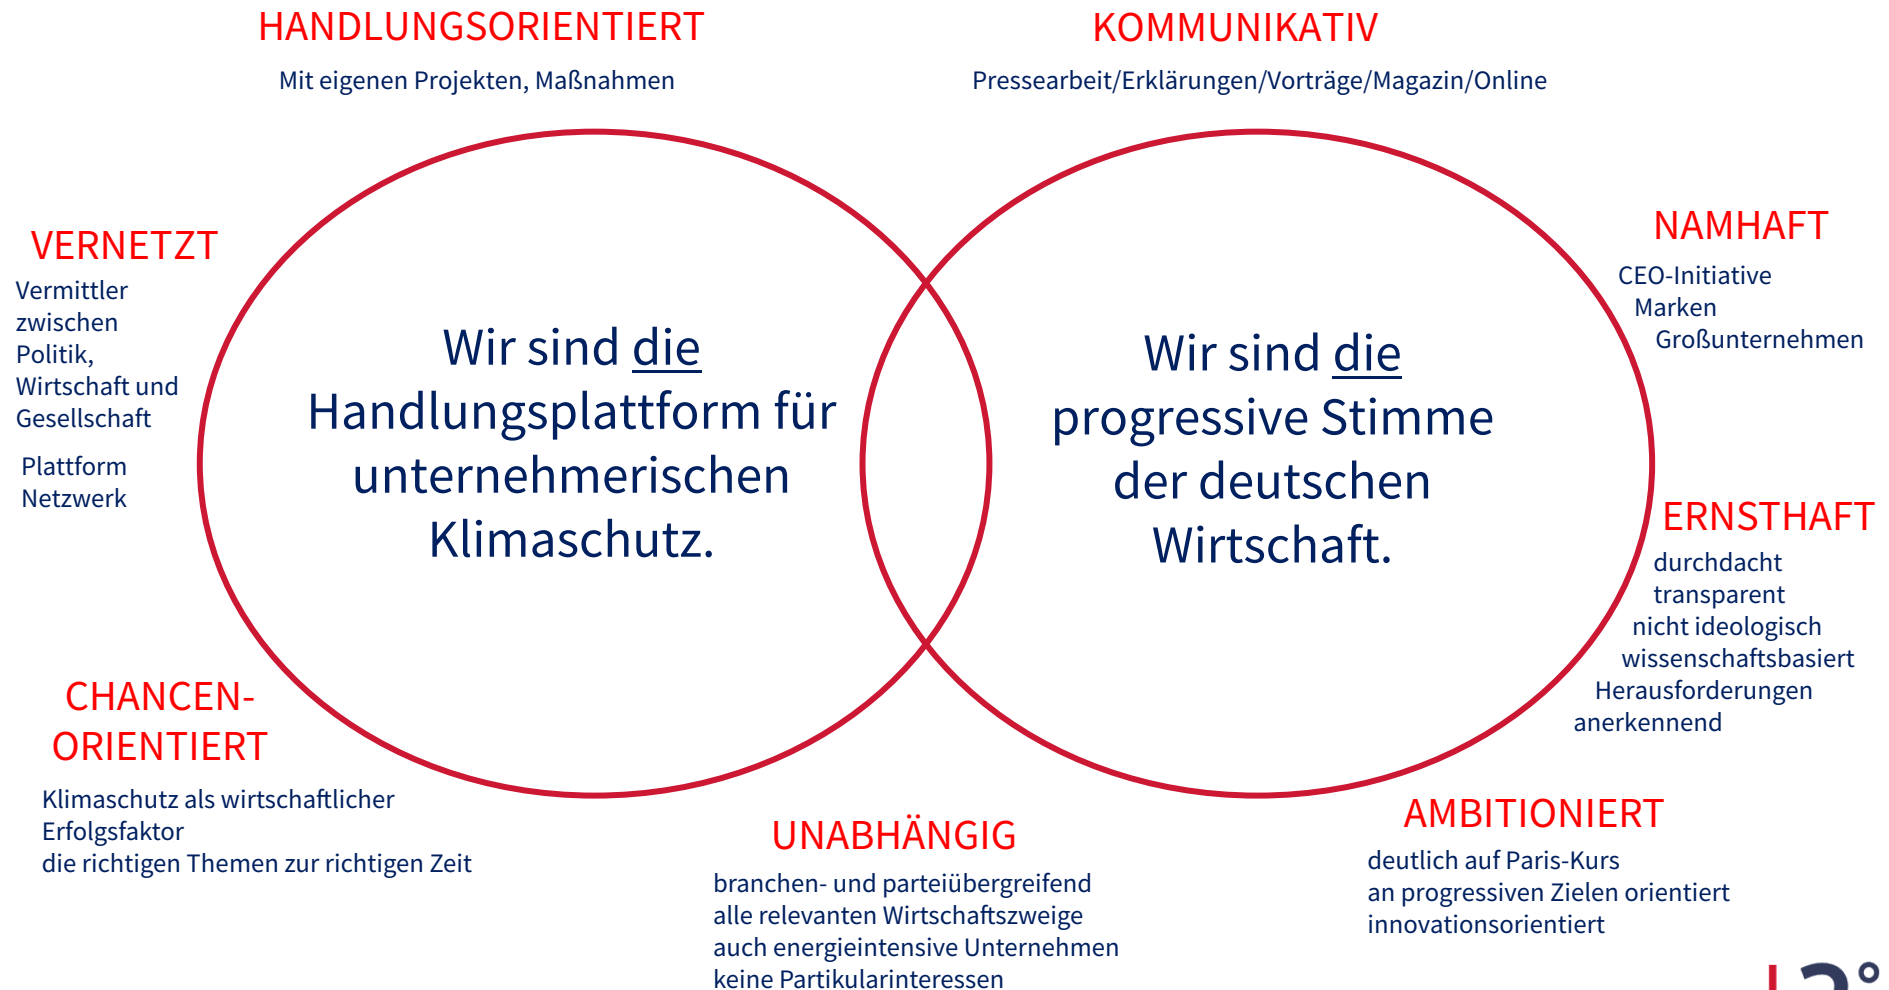 HANDLUNGSORIENTIERT
Mit eigenen Projekten, Maßnahmen
KOMMUNIKATIV
Pressearbeit/Erklärungen/Vorträge/Magazin/Online
VERNETZT
Vermittler
zwischen
Politik,
Wirtschaft und
Gesellschaft
Plattform
Netzwerk
Wir sind die
Handlungsplattform für
unternehmerischen
Klimaschutz.
Wir sind die
progressive Stimme
der deutschen
Wirtschaft.
NAMHAFT
CEO-Initiative
Marken
Großunternehmen
ERNSTHAFT
durchdacht
transparent
nicht ideologisch
wissenschaftsbasiert
Herausforderungen
anerkennend
CHANCEN-
ORIENTIERT
Klimaschutz als wirtschaftlicher
Erfolgsfaktor
die richtigen Themen zur richtigen Zeit
UNABHÄNGIG
branchen- und parteiübergreifend
alle relevanten Wirtschaftszweige
auch energieintensive Unternehmen
keine Partikularinteressen
AMBITIONIERT
deutlich auf Paris-Kurs
an progressiven Zielen orientiert
innovationsorientiert